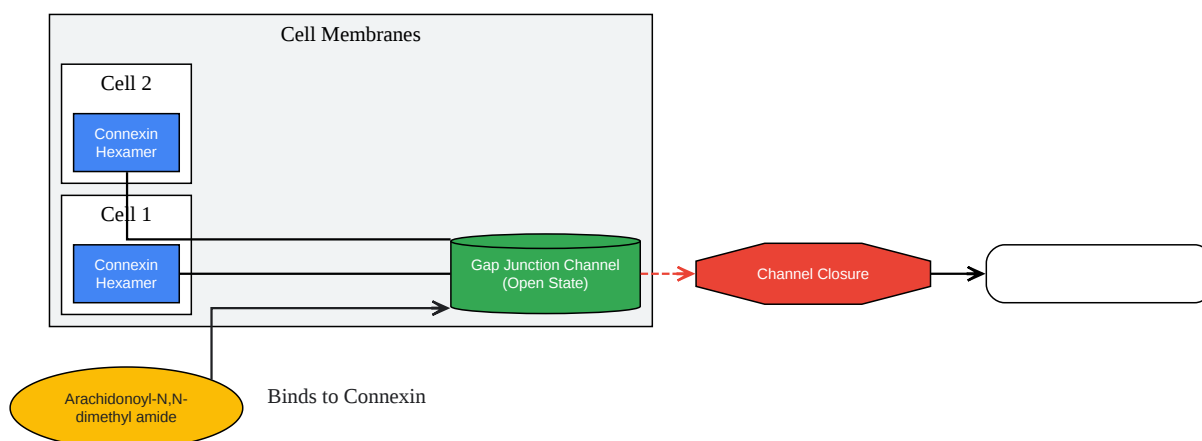 Cell Membranes
Cell 2
Connexin
Hexamer
Cell 1
Connexin
Hexamer
Gap Junction Channel
(Open State)
Channel Closure
Arachidonoyl-N,N-
dimethyl amide
Binds to Connexin